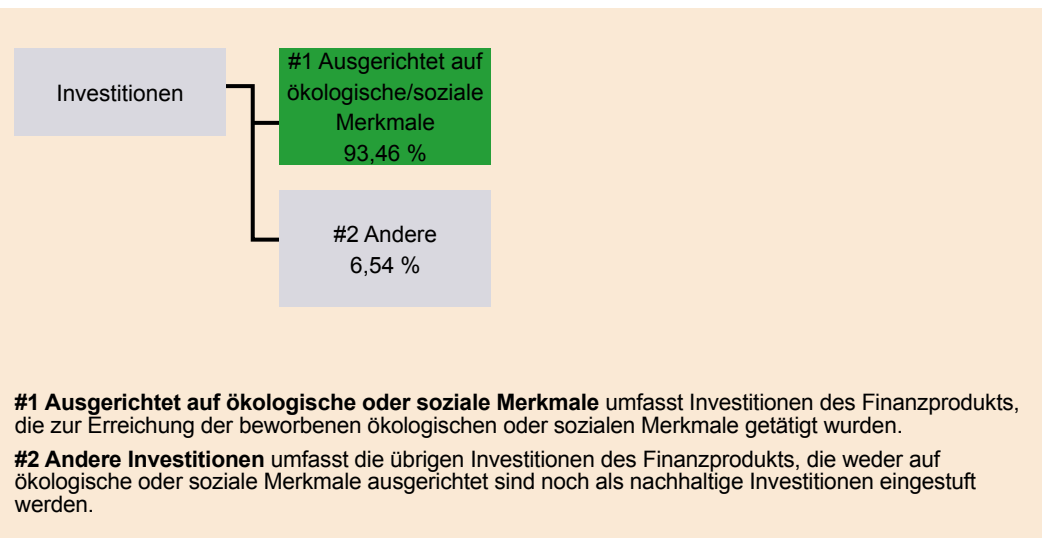 Investitionen
#1 Ausgerichtet auf
ökologische/soziale
Merkmale
93,46 %
#2 Andere
6,54 %
#1 Ausgerichtet auf ökologische oder soziale Merkmale umfasst Investitionen des Finanzprodukts,
die zur Erreichung der beworbenen ökologischen oder sozialen Merkmale getätigt wurden.
#2 Andere Investitionen umfasst die übrigen Investitionen des Finanzprodukts, die weder auf
ökologische oder soziale Merkmale ausgerichtet sind noch als nachhaltige Investitionen eingestuft
werden.